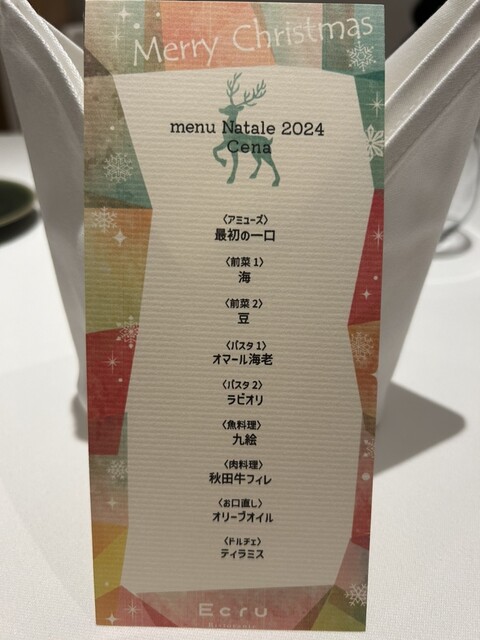 Merry Christmas
menu Natale 2024
Cena
〈アミューズ〉
最初の一口
〈前菜 1〉
海
〈前菜 2〉
豆
〈パスタ 1〉
オマール海老
〈パスタ 2〉
ラビオリ
〈魚料理〉
九絵
〈肉料理〉
秋田牛フィレ
〈お口直し〉
オリーブオイル
〈ドルチェ〉
ティラミス
Ecru